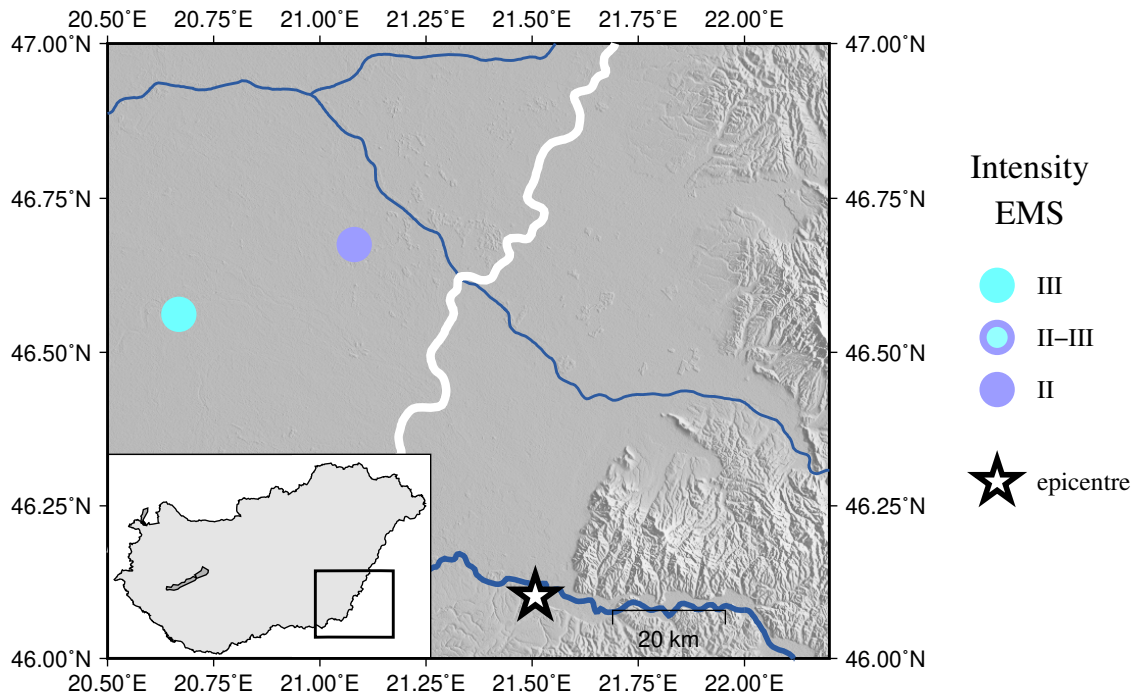 20.50˚E 20.75˚E 21.00˚E 21.25˚E 21.50˚E 21.75˚E 22.00˚E
47.00˚N 47.00˚N
46.75˚N 46.75˚N
46.50˚N 46.50˚N
46.25˚N 46.25˚N
46.00˚N 46.00˚N
20.50˚E 20.75˚E 21.00˚E 21.25˚E 21.50˚E 21.75˚E 22.00˚E
20 km
Intensity
EMS
III
II–III
II
epicentre